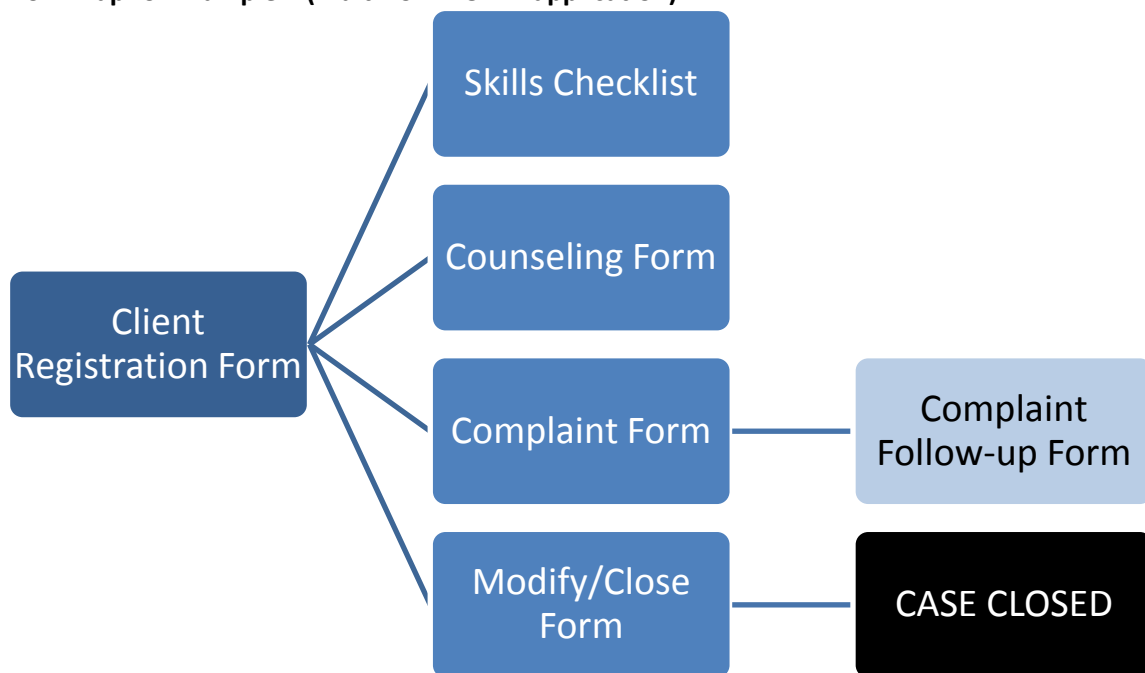 Skills Checklist
Counseling Form
Client
Registration Form
Complaint Form
Complaint
Follow-up Form
Modify/Close
Form
CASE CLOSED